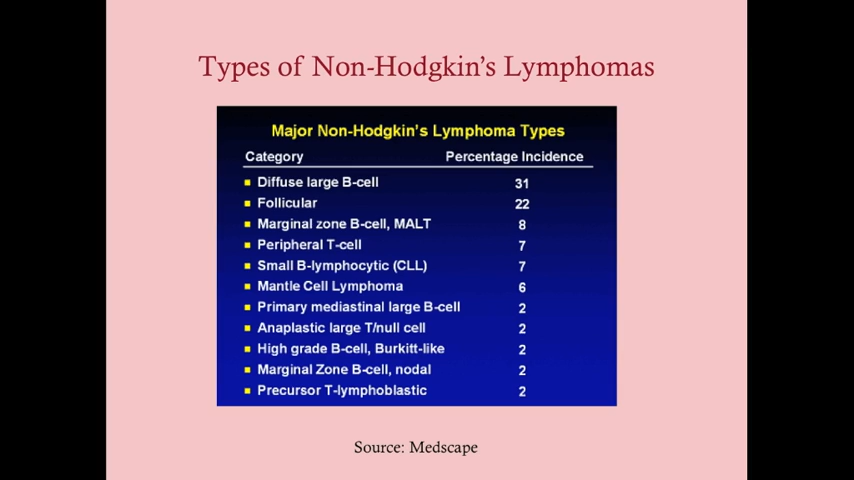 Types of Non-Hodgkin's Lymphomas
Major Non-Hodgkin's Lymphoma Types
Category Percentage Incidence
Diffuse large B-cell 31
Follicular 22
Marginal zone B-cell, MALT 8
Peripheral T-cell 7
Small B-lymphocytic (CLL) 7
Mantle Cell Lymphoma 6
Primary mediastinal large B-cell 2
Anaplastic large T/null cell 2
High grade B-cell, Burkitt-like 2
Marginal Zone B-cell, nodal 2
Precursor T-lymphoblastic 2
Source: Medscape